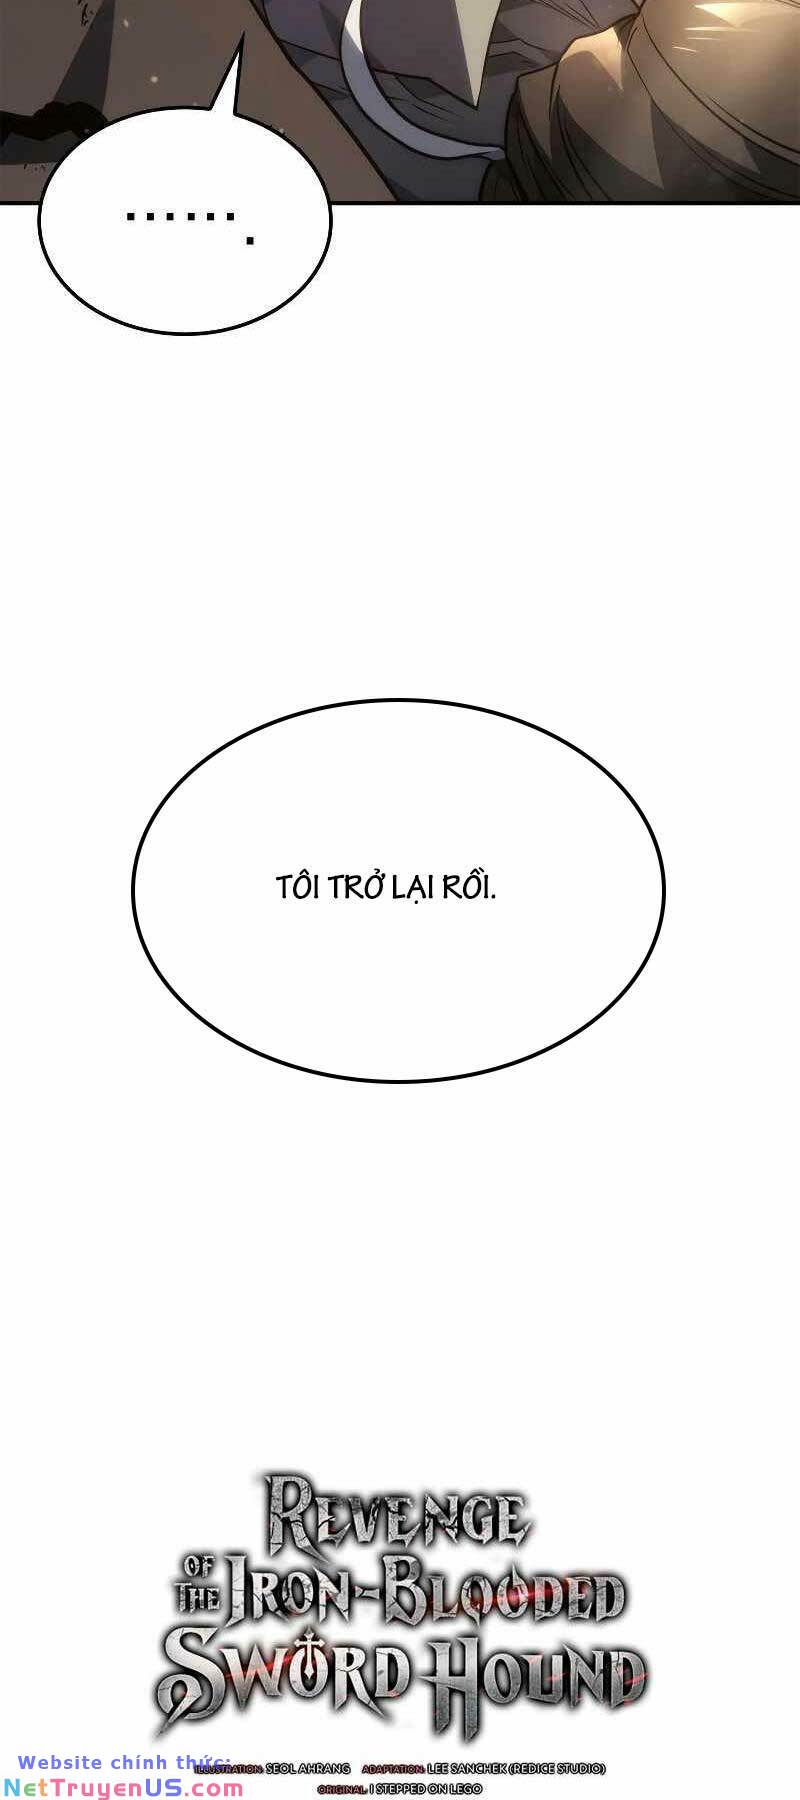 .......
TÔI TRỞ LẠI RỒI.
REVENGE
OF THE IRON-BLOODED
SWORD HOUND
Website chính thức:
NetTruyenUS.com
ILLUSTRATION: SEOL AHRANG ADAPTATION: LEE SANCHEK (REDICE STUDIO)
ORIGINAL: I STEPPED ON LEGO